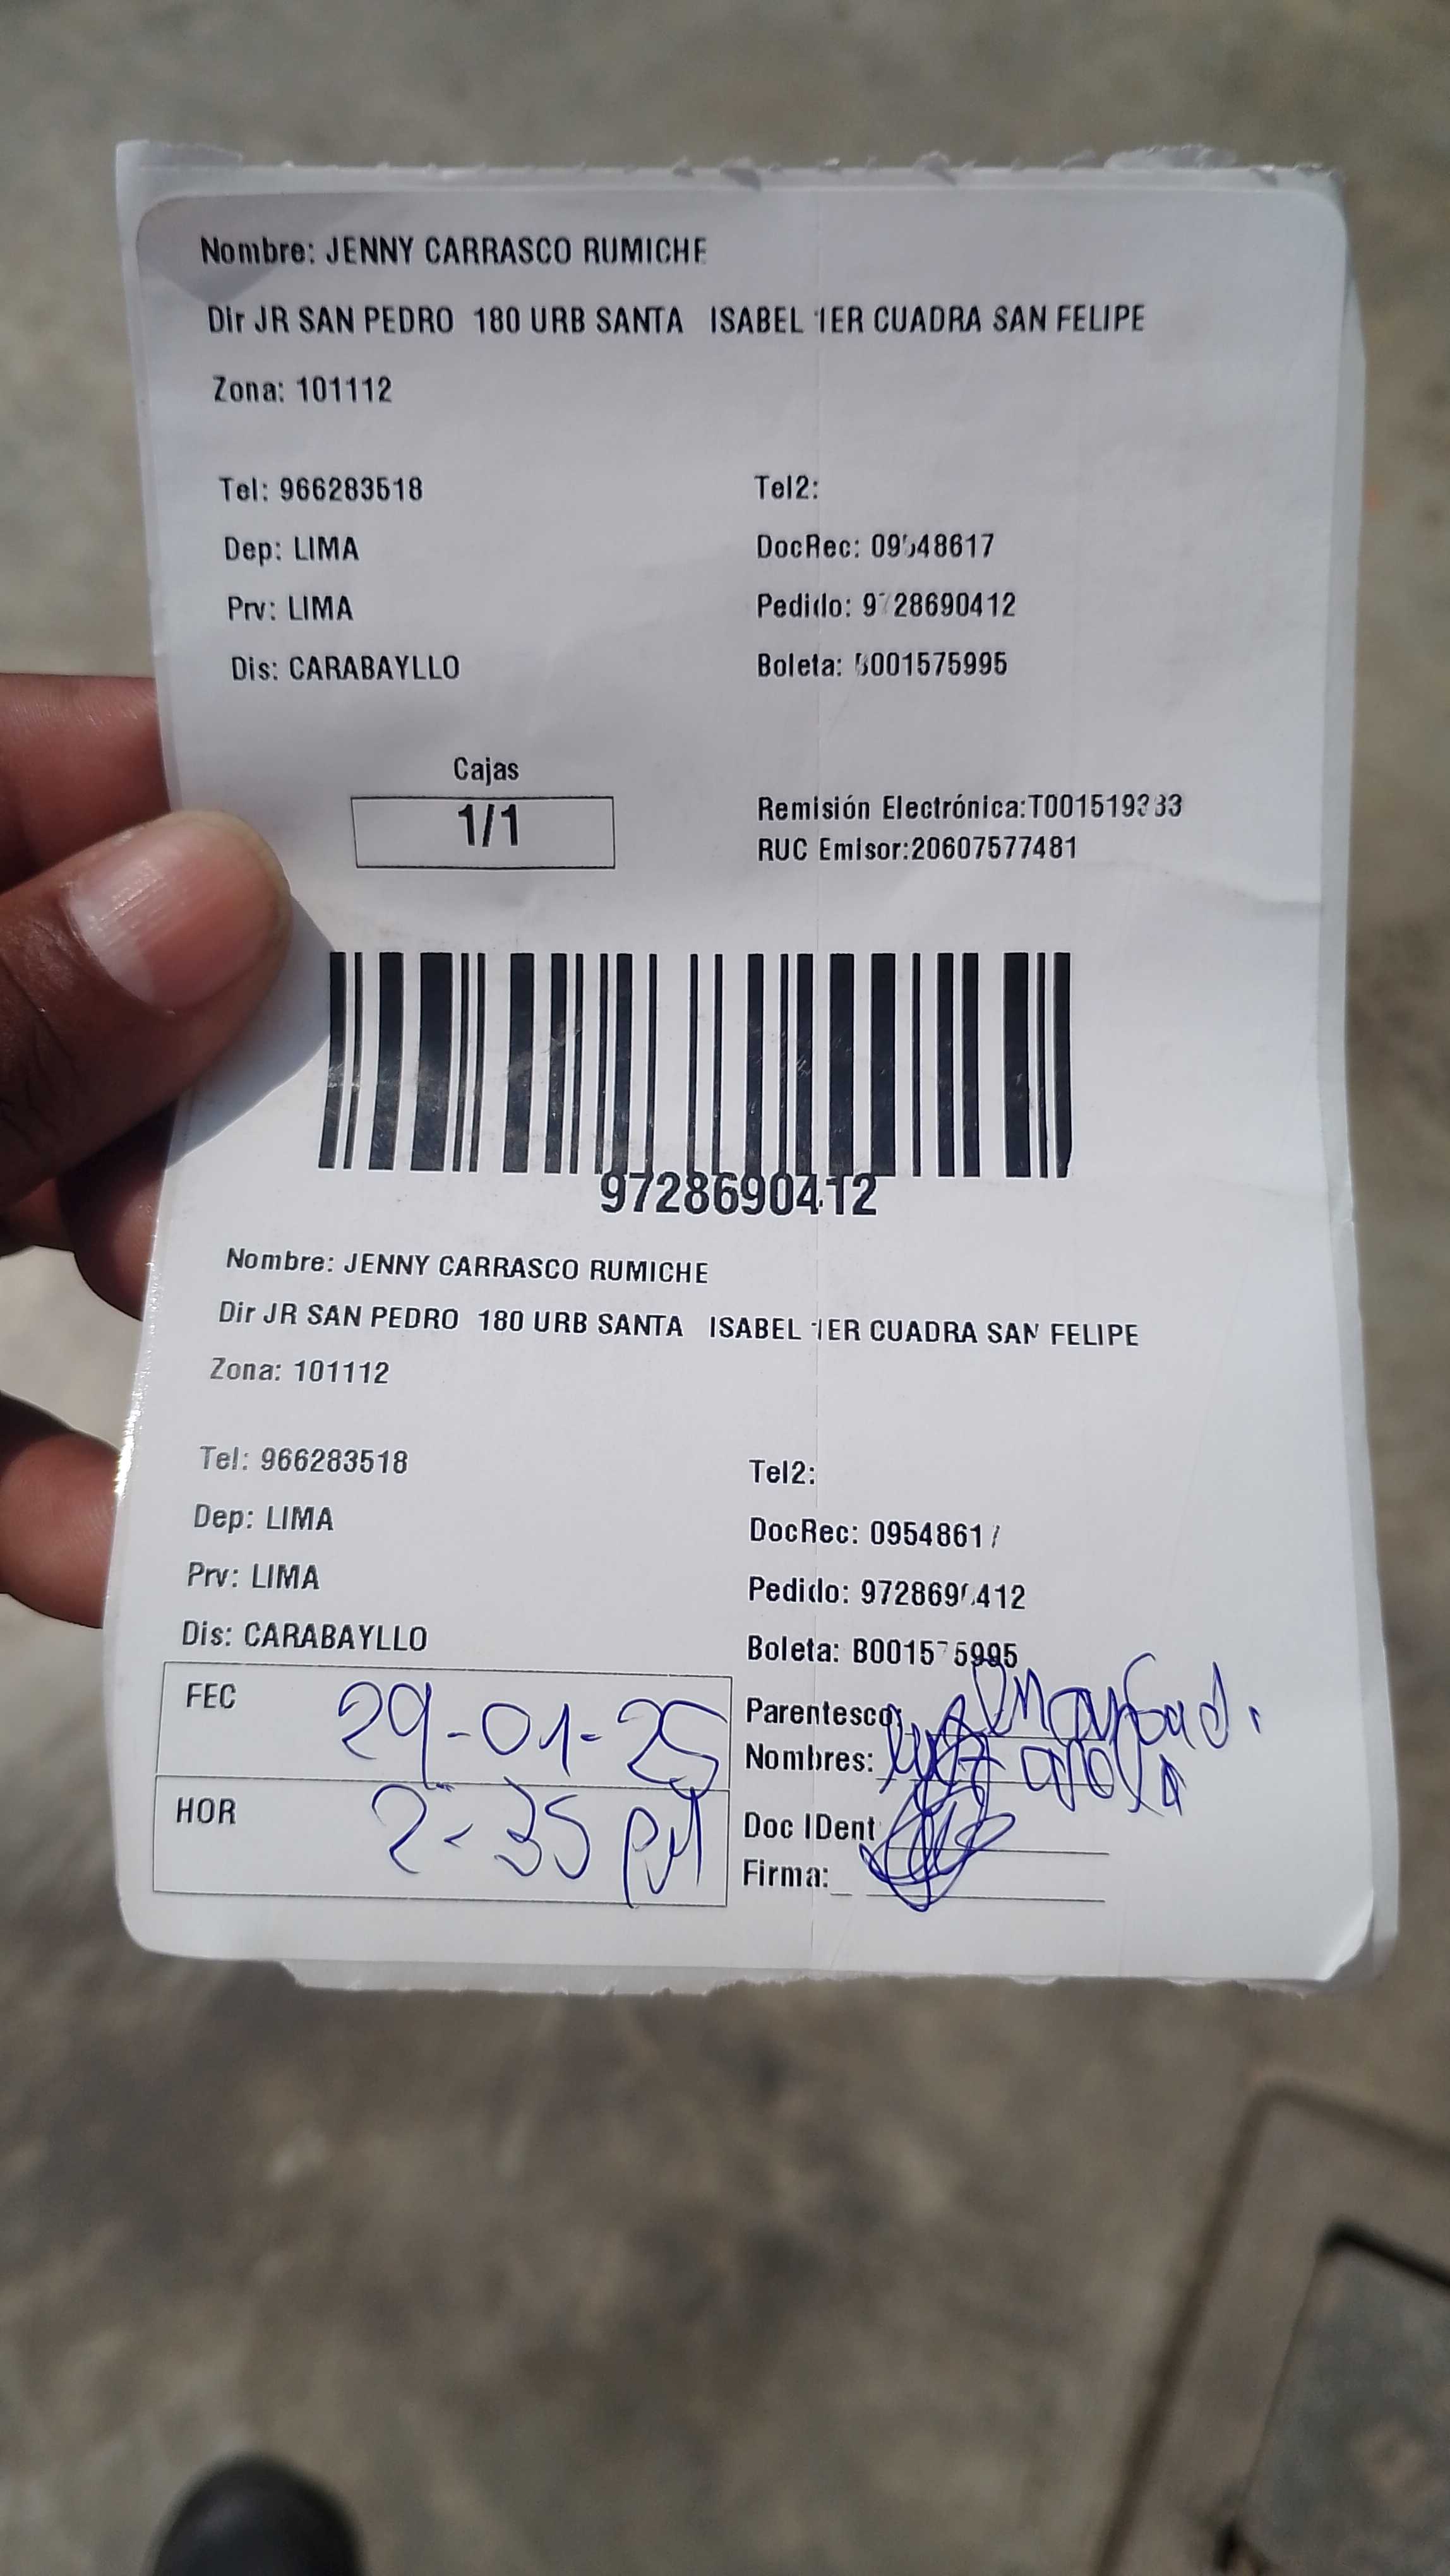 Nombre: JENNY CARRASCO RUMICHE
Dir JR SAN PEDRO 180 URB SANTA ISABEL 1ER CUADRA SAN FELIPE
Zona: 101112
Tel: 966283518
Tel2:
Dep: LIMA
DocRec: 09548617
Prv: LIMA
Pedido: 9728690412
Dis: CARABAYLLO
Boleta: B001575995
Cajas
1/1
Remisión Electrónica:T001519333
RUC Emisor:20607577481
9728690412
Nombre: JENNY CARRASCO RUMICHE
Dir JR SAN PEDRO 180 URB SANTA ISABEL 1ER CUADRA SAN FELIPE
Zona: 101112
Tel: 966283518
Tel2:
Dep: LIMA
DocRec: 09548617
Prv: LIMA
Pedido: 9728690412
Dis: CARABAYLLO
Boleta: B001575995
FEC 29-01-25
Parentesco:
Nombres:
HOR 2-35 PM
Doc IDent
Firma: